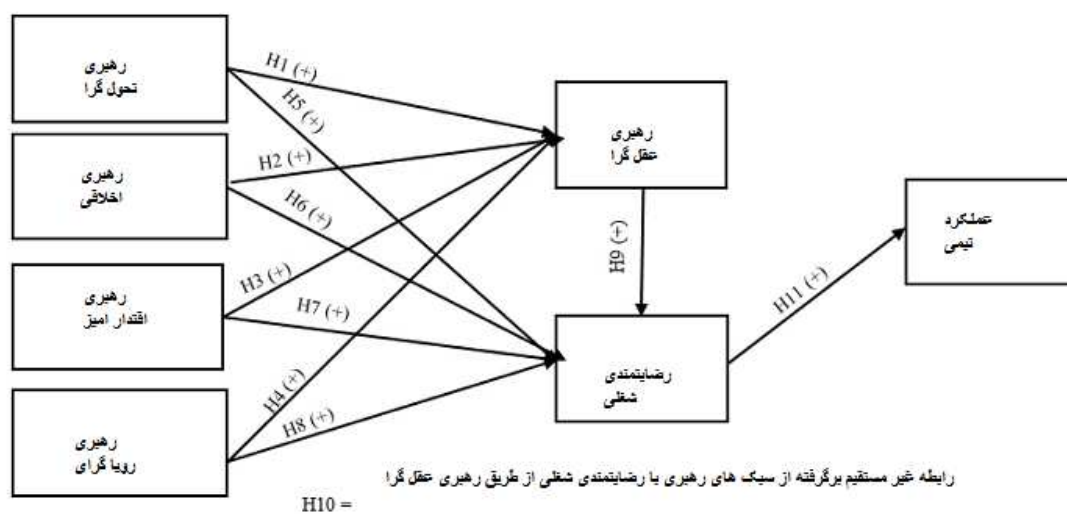 رهبری
تحول گرا
رهبری
اخلاقی
رهبری
اقتدار امیز
رهبری
رویا گرای
H1 (+)
H5 (+)
H2 (+)
H6 (+)
H3 (+)
H7 (+)
H4 (+)
H8 (+)
رهبری
عقل گرا
H9 (+)
رضایتمندی
شغلی
H11 (+)
عملکرد
تیمی
رابطه غیر مستقیم برگرفته از سبک های رهبری با رضایتمندی شغلی از طریق رهبری عقل گرا
H10 =